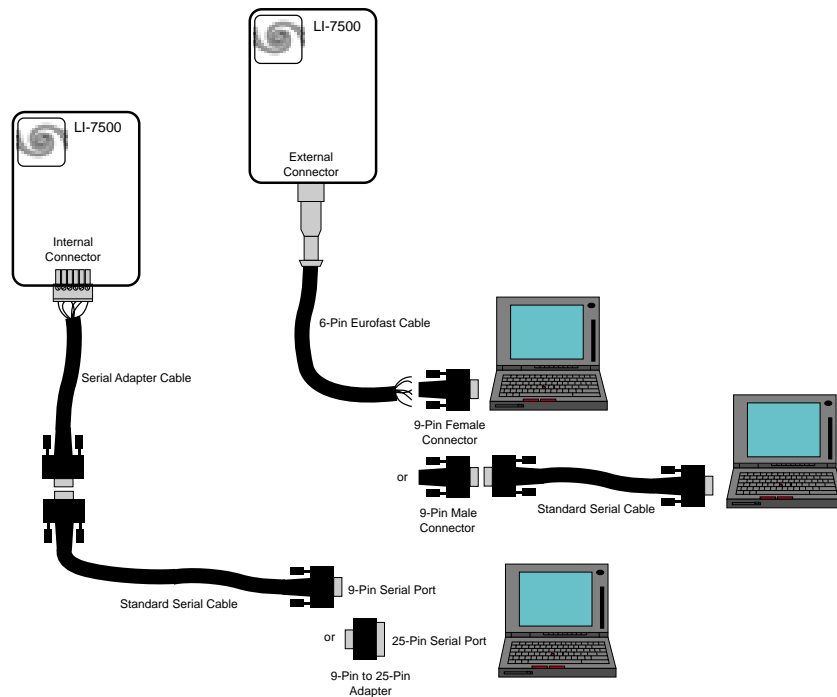 LI-7500
External
Connector
LI-7500
Internal
Connector
6-Pin Eurofast Cable
Serial Adapter Cable
9-Pin Female
Connector
or
9-Pin Male
Connector
Standard Serial Cable
9-Pin Serial Port
Standard Serial Cable
or
25-Pin Serial Port
9-Pin to 25-Pin
Adapter